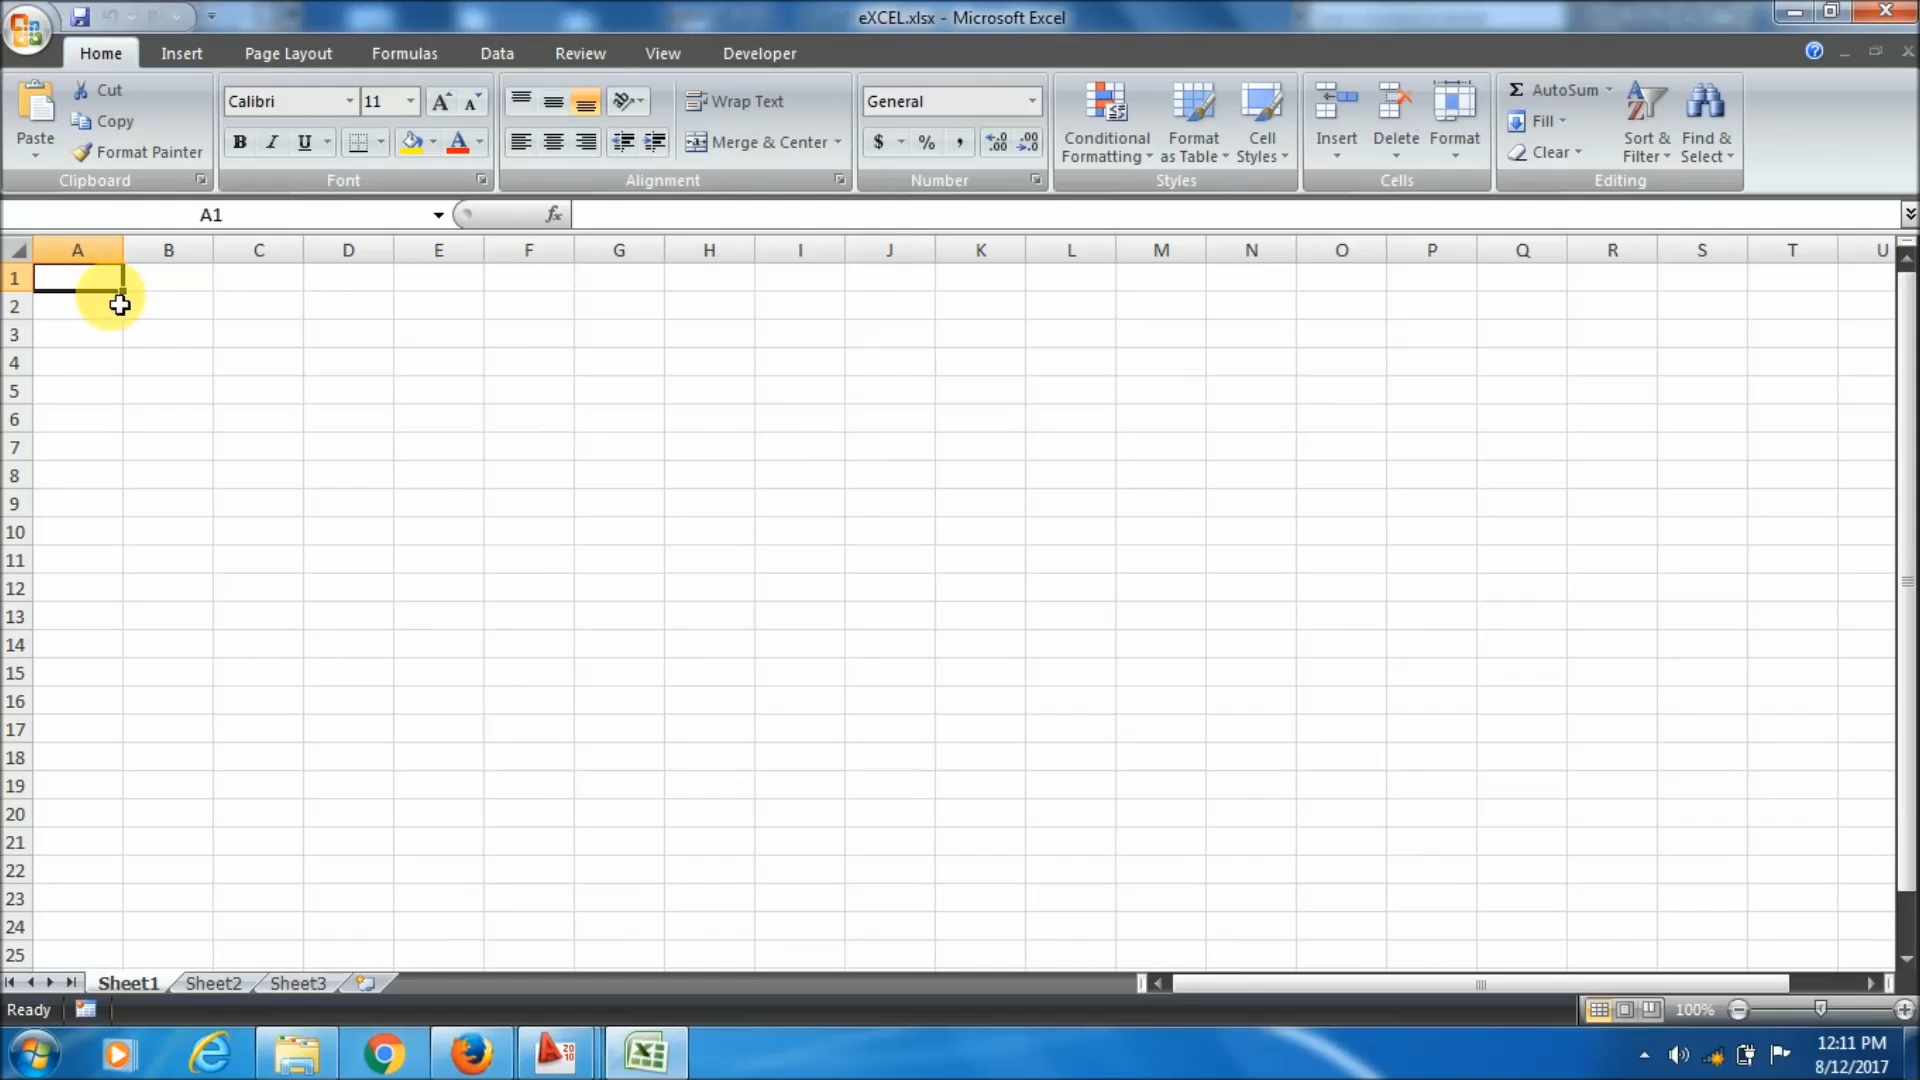 eXCEL.xlsx - Microsoft Excel
Home Insert Page Layout Formulas Data Review View Developer
Paste
Cut
Copy
Format Painter
Clipboard
Calibri 11
B I U
Font
Wrap Text
Merge & Center
Alignment
General
$ % ,
Number
Conditional Formatting
Format as Table
Cell Styles
Styles
Insert Delete Format
Cells
Σ AutoSum
Fill
Clear
Sort & Filter
Find & Select
Editing
A1
fx
A B C D E F G H I J K L M N O P Q R S T U
1
2
3
4
5
6
7
8
9
10
11
12
13
14
15
16
17
18
19
20
21
22
23
24
25
Sheet1 Sheet2 Sheet3
Ready
100%
12:11 PM
8/12/2017